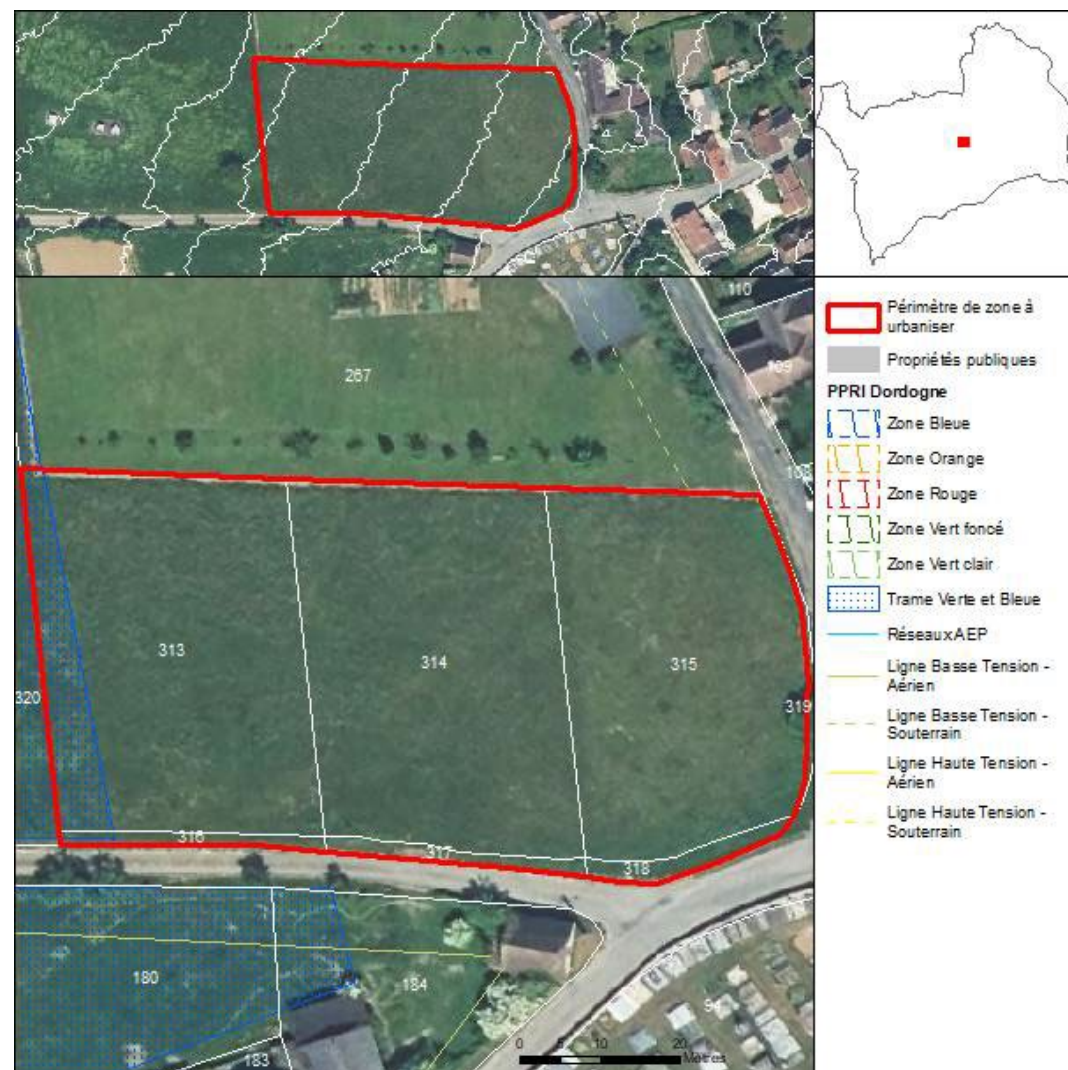 Périmètre de zone à
urbaniser
Propriétés publiques
PPRI Dordogne
Zone Bleue
Zone Orange
Zone Rouge
Zone Vert foncé
Zone Vert clair
Trame Verte et Bleue
Réseaux AEP
Ligne Basse Tension -
Aérien
Ligne Basse Tension -
Souterrain
Ligne Haute Tension -
Aérien
Ligne Haute Tension -
Souterrain
110
109
267
313
314
315
320
319
316
317
318
180
184
183
0 5 10 20
Mètres